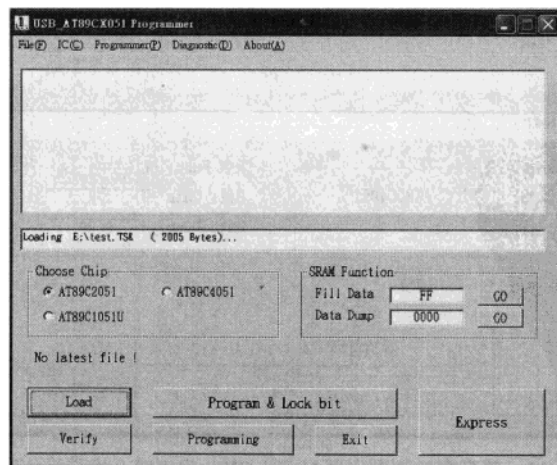 USB_AT89CX051 Programmer
File(F) IC(C) Programmer(P) Diagnostic(D) About(A)
Loading E:\test.TSK ( 2005 Bytes)...
Choose Chip
AT89C2051 AT89C4051
AT89C1051U
SRAM Function
Fill Data FF GO
Data Dump 0000 GO
No latest file !
Load Program & Lock bit Express
Verify Programming Exit